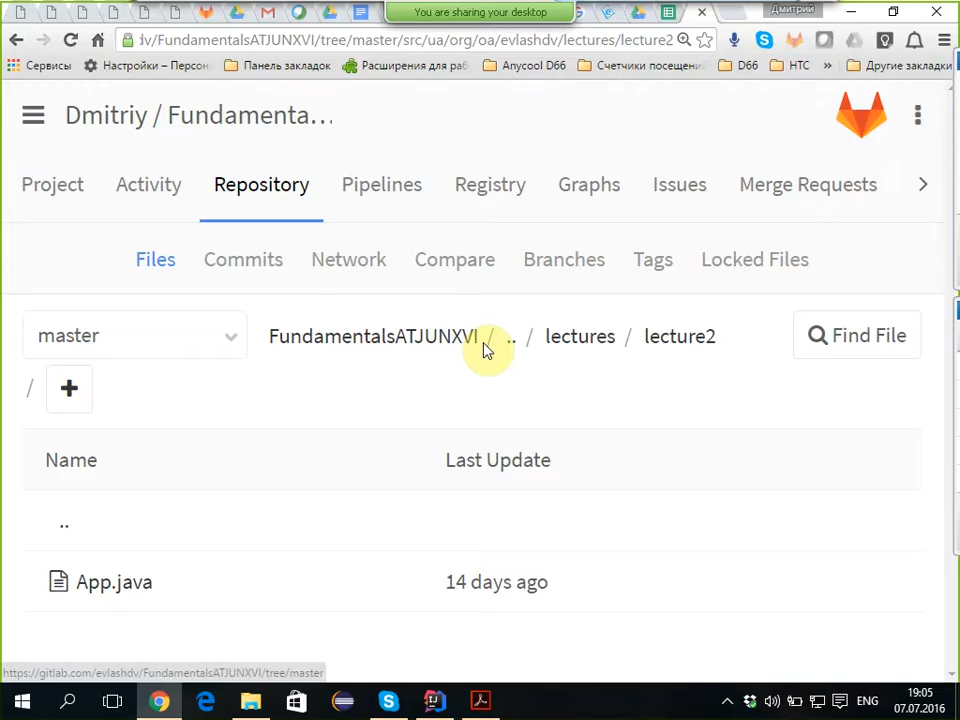 You are sharing your desktop
Дмитрий
lv/FundamentalsATJUNXVI/tree/master/src/ua/org/oa/evlashdv/lectures/lecture2
Сервисы Настройки – Персон Панель закладок Расширения для раб Anycool D66 Счетчики посещени D66 НТС » Другие закладки
Dmitriy / Fundamenta…
Project Activity Repository Pipelines Registry Graphs Issues Merge Requests
Files Commits Network Compare Branches Tags Locked Files
master FundamentalsATJUNXVI / .. / lectures / lecture2 Find File
/ +
Name Last Update
..
App.java 14 days ago
https://gitlab.com/evlashdv/FundamentalsATJUNXVI/tree/master
ENG 19:05
07.07.2016